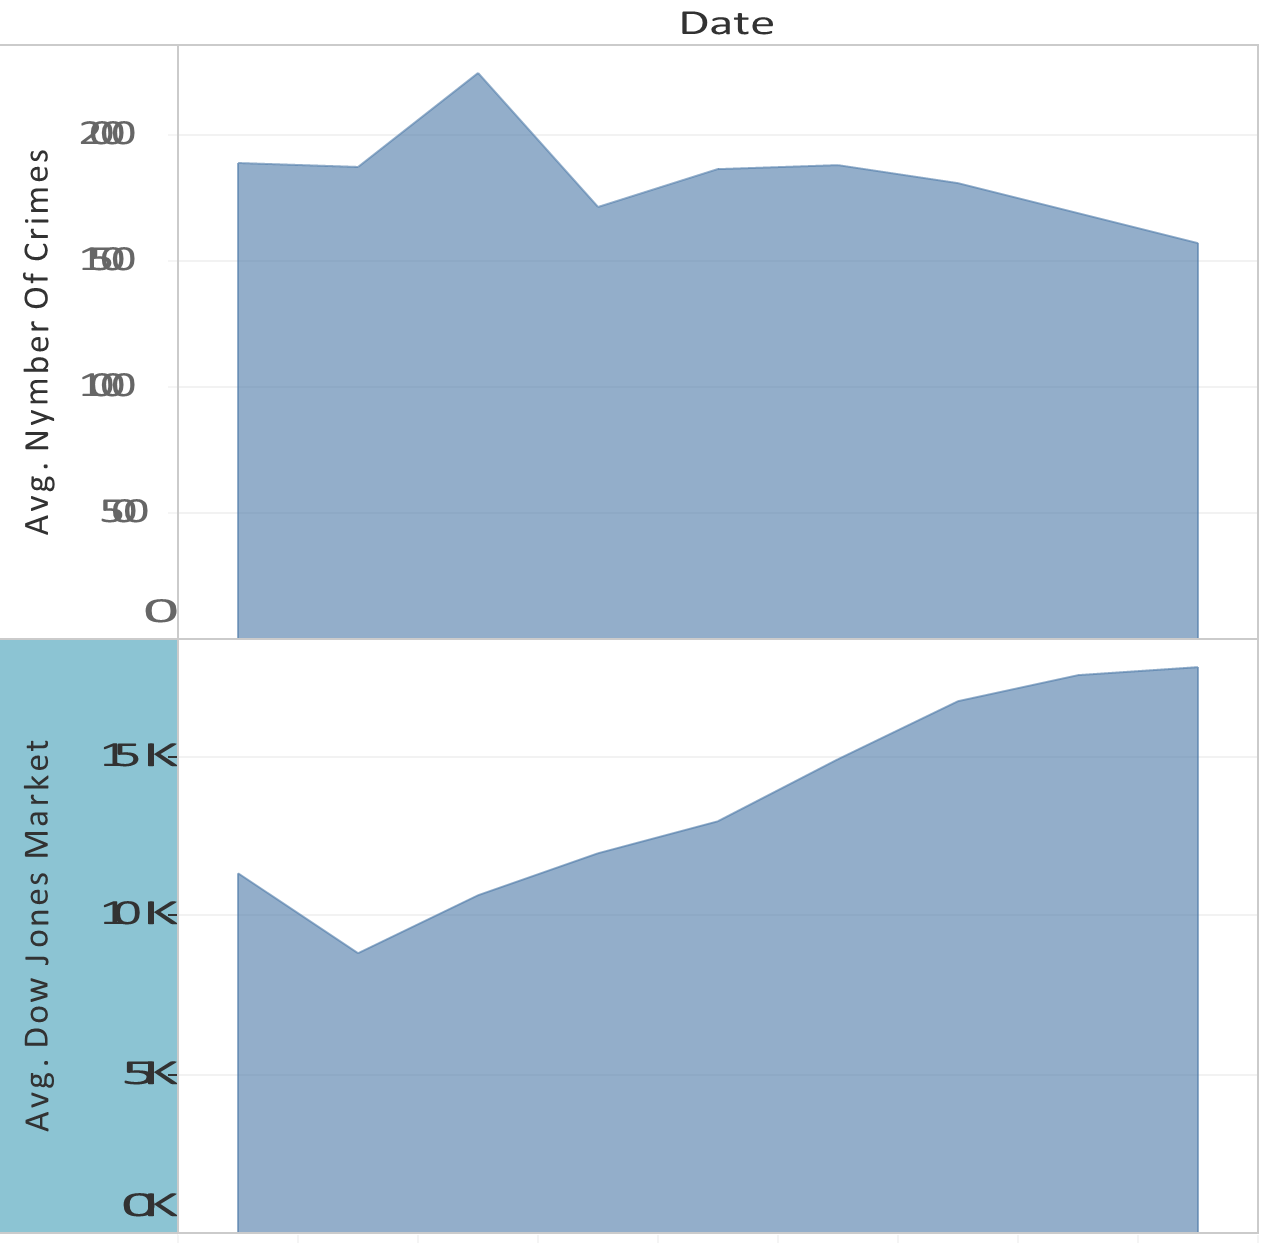 Date
Avg. Nymber Of Crimes
200
150
100
50
0
Avg. Dow Jones Market
15K
10K
5K
0K